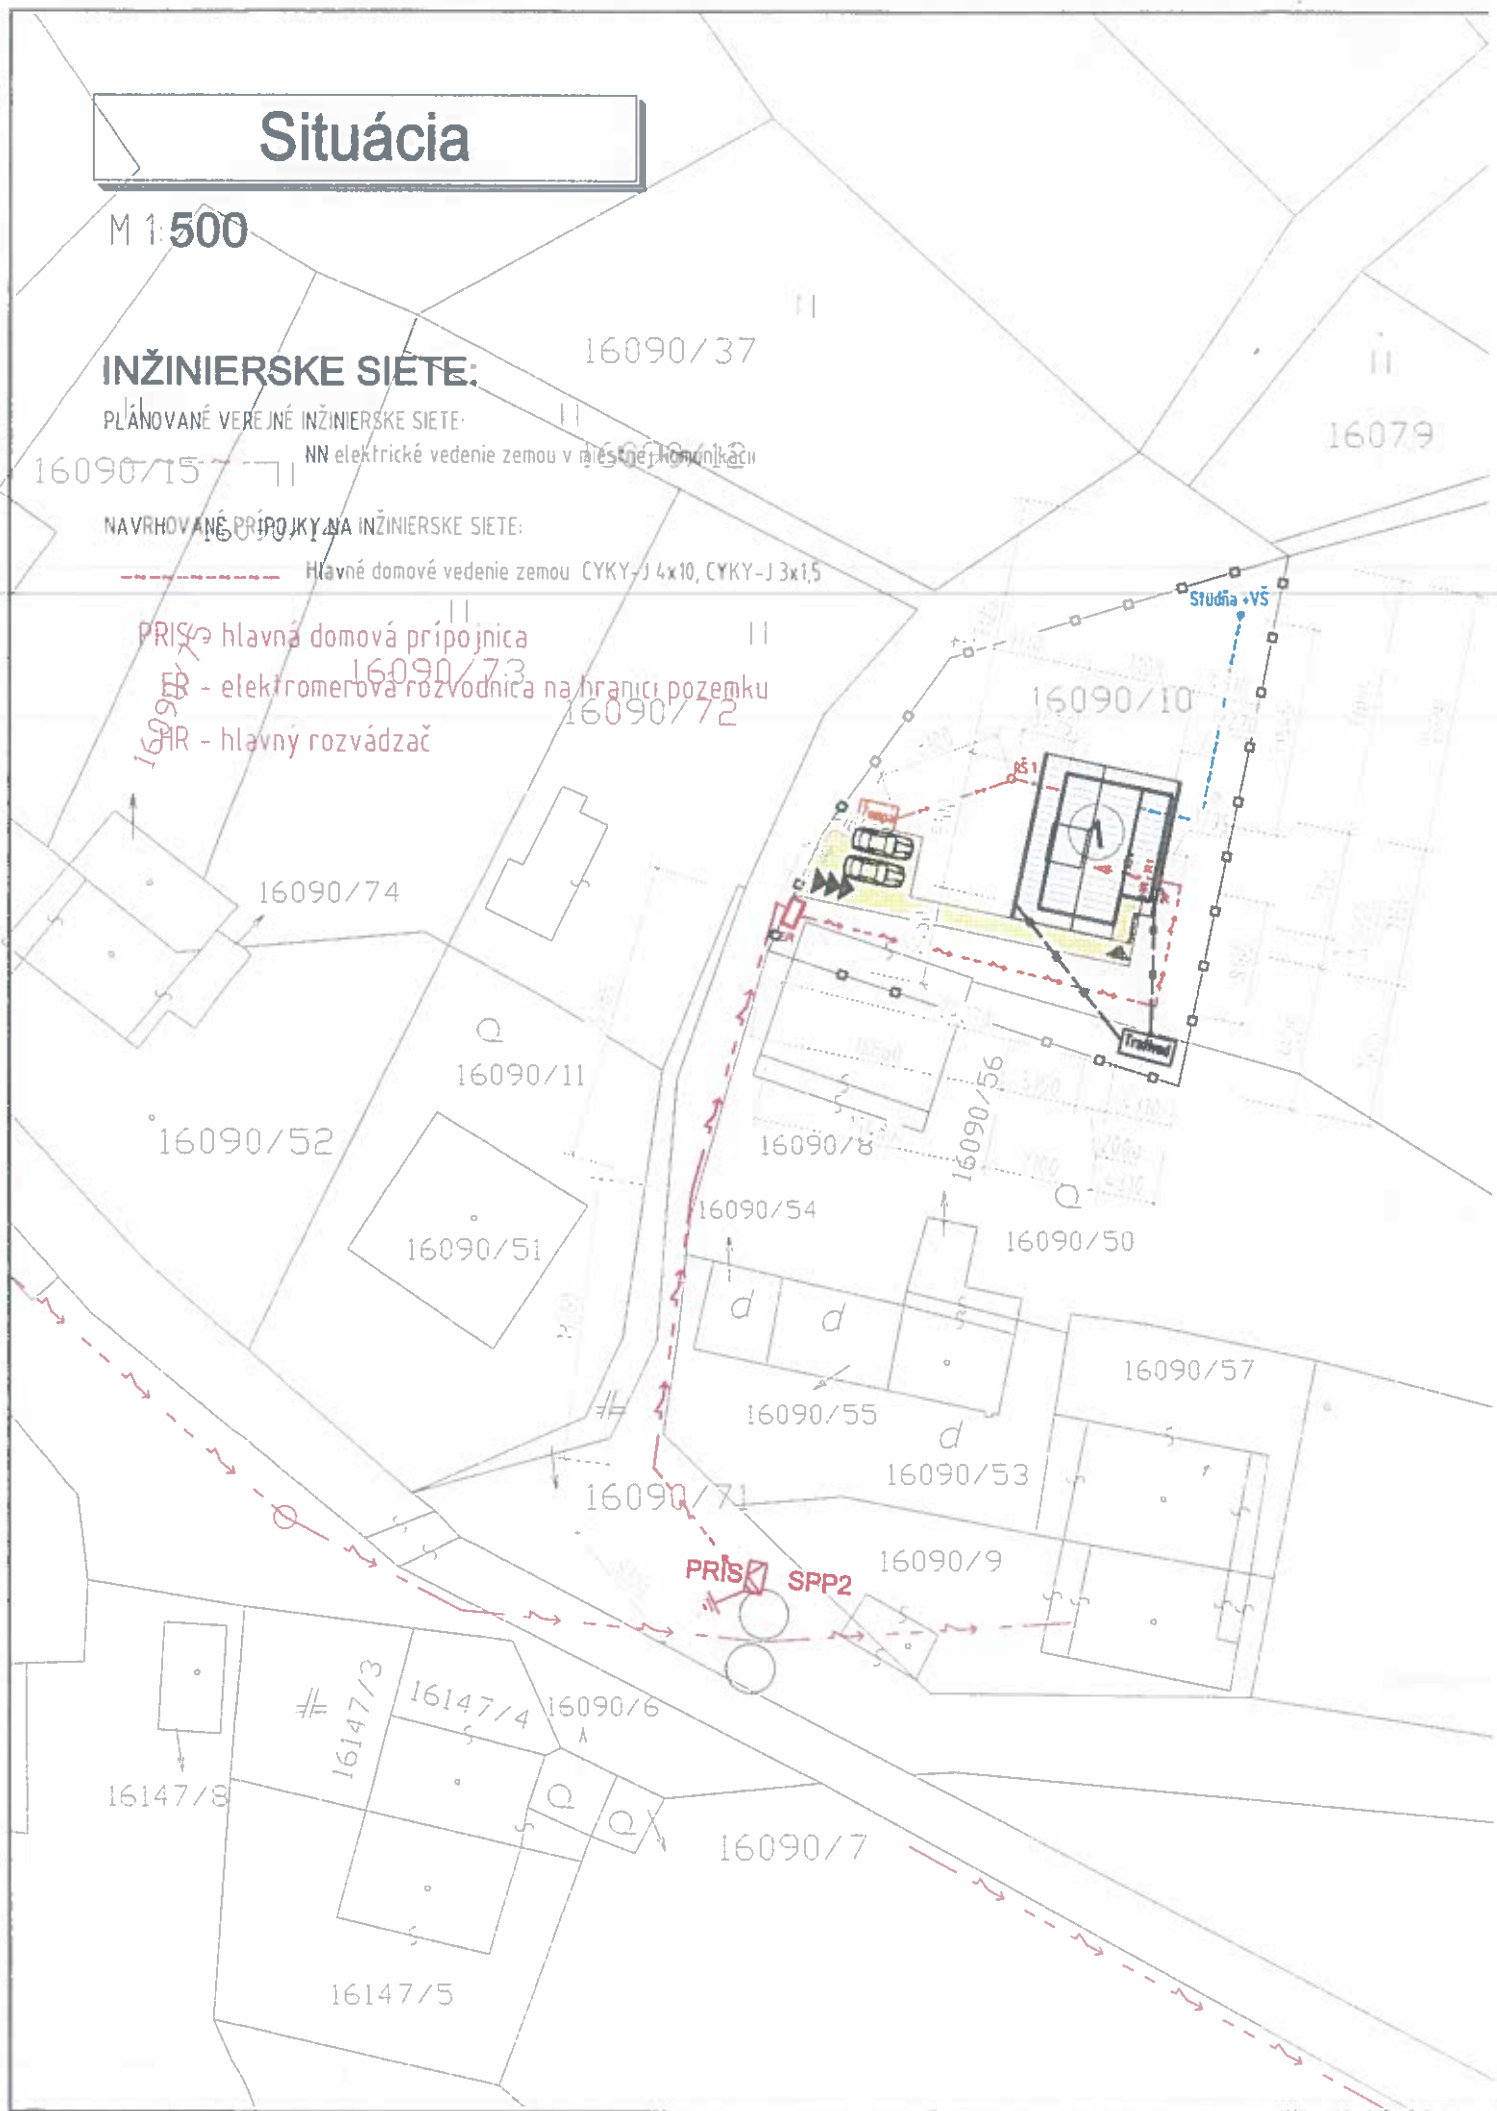 Situácia
M 1:500
16090/37
INŽINIERSKE SIETE:
PLÁNOVANÉ VEREJNÉ INŽINIERSKE SIETE:
NN elektrické vedenie zemou v miestnej komunikácii
16090/15
16079
NAVRHOVANÉ PRÍPOJKY NA INŽINIERSKE SIETE:
Hlavné domové vedenie zemou CYKY-J 4x10, CYKY-J 3x1,5
Studňa +VŠ
PRIS - hlavná domová prípojnica
16090/73
ER - elektromerová rozvodnica na hranici pozemku
16090/72
16090/10
HR - hlavný rozvádzač
RŠ1
16090/74
ER
16090/11
16090/56
16090/52
16090/8
16090/54
16090/51
16090/50
16090/57
16090/55
16090/53
16090/71
16090/9
PRIS
SPP2
16147/3
16147/4
16090/6
16147/8
16090/7
16147/5